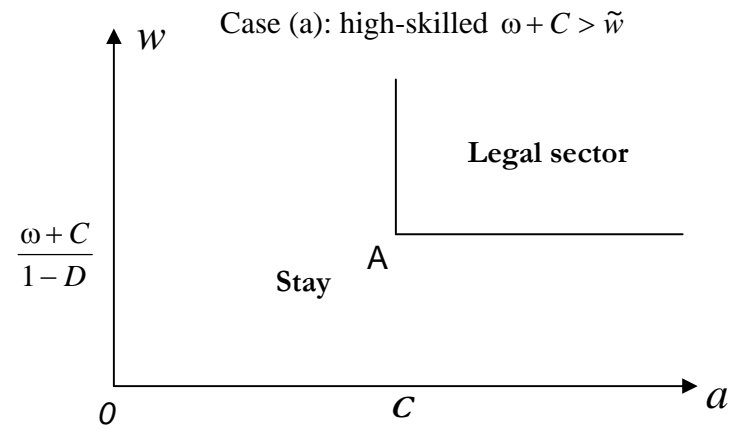 Case (a): high-skilled ω + C > w̃
w
Legal sector
ω + C
1 − D
A
Stay
0
C
a